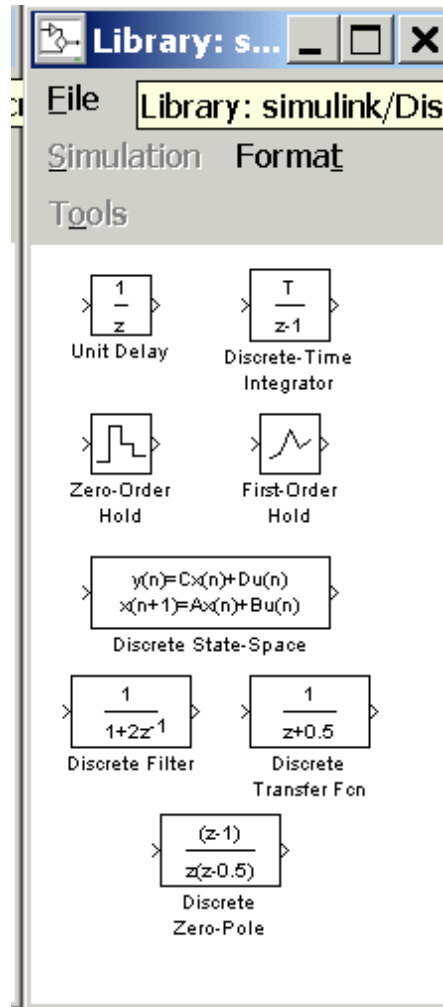 Library: s...
File
Library: simulink/Dis
Simulation Format
Tools
1
z
Unit Delay
T
z-1
Discrete-Time
Integrator
Zero-Order
Hold
First-Order
Hold
y(n)=Cx(n)+Du(n)
x(n+1)=Ax(n)+Bu(n)
Discrete State-Space
1
1+2z-1
Discrete Filter
1
z+0.5
Discrete
Transfer Fcn
(z-1)
z(z-0.5)
Discrete
Zero-Pole